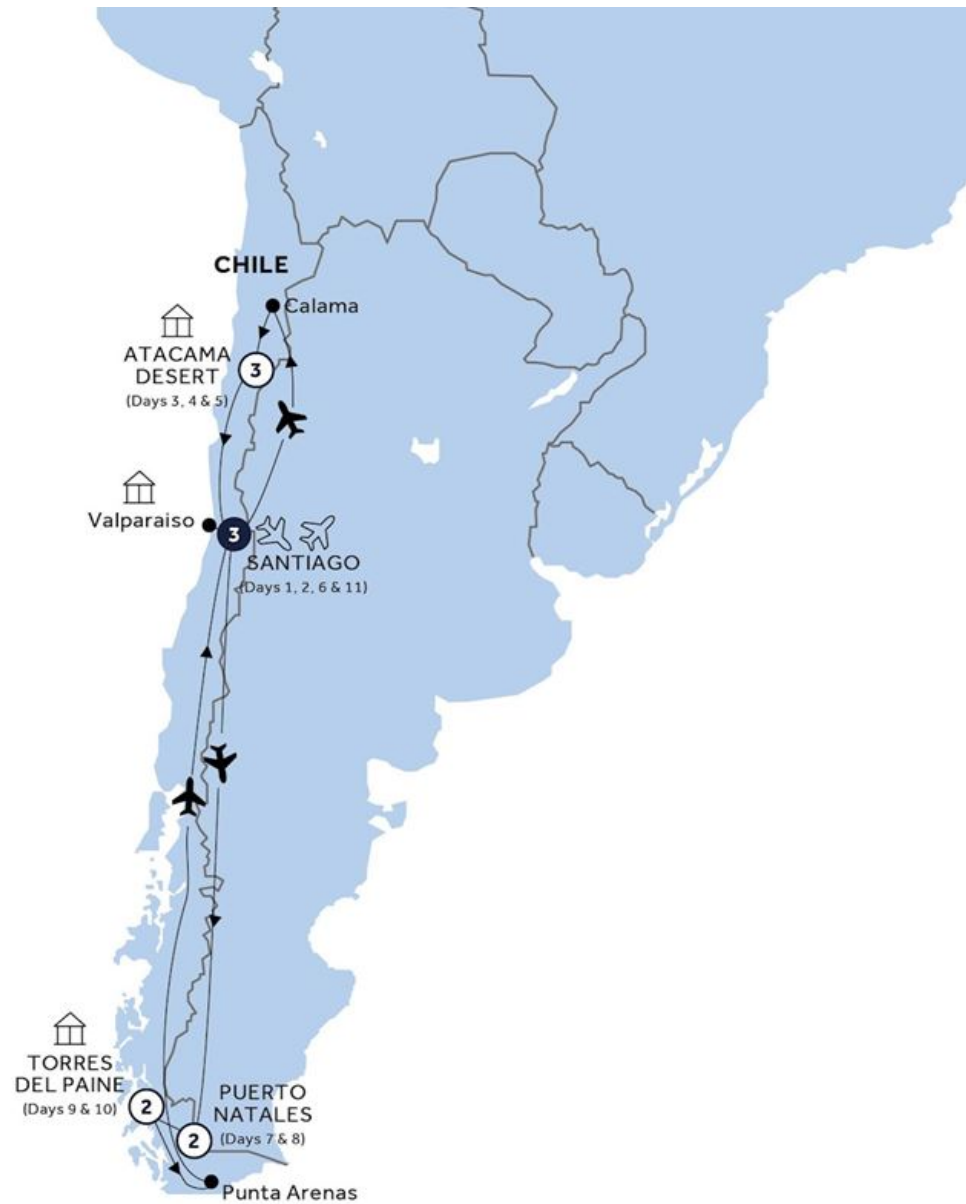 CHILE
Calama
ATACAMA
DESERT
3
(Days 3, 4 & 5)
Valparaiso
3
SANTIAGO
(Days 1, 2, 6 & 11)
TORRES
DEL PAINE
(Days 9 & 10)
2
PUERTO
NATALES
(Days 7 & 8)
2
Punta Arenas